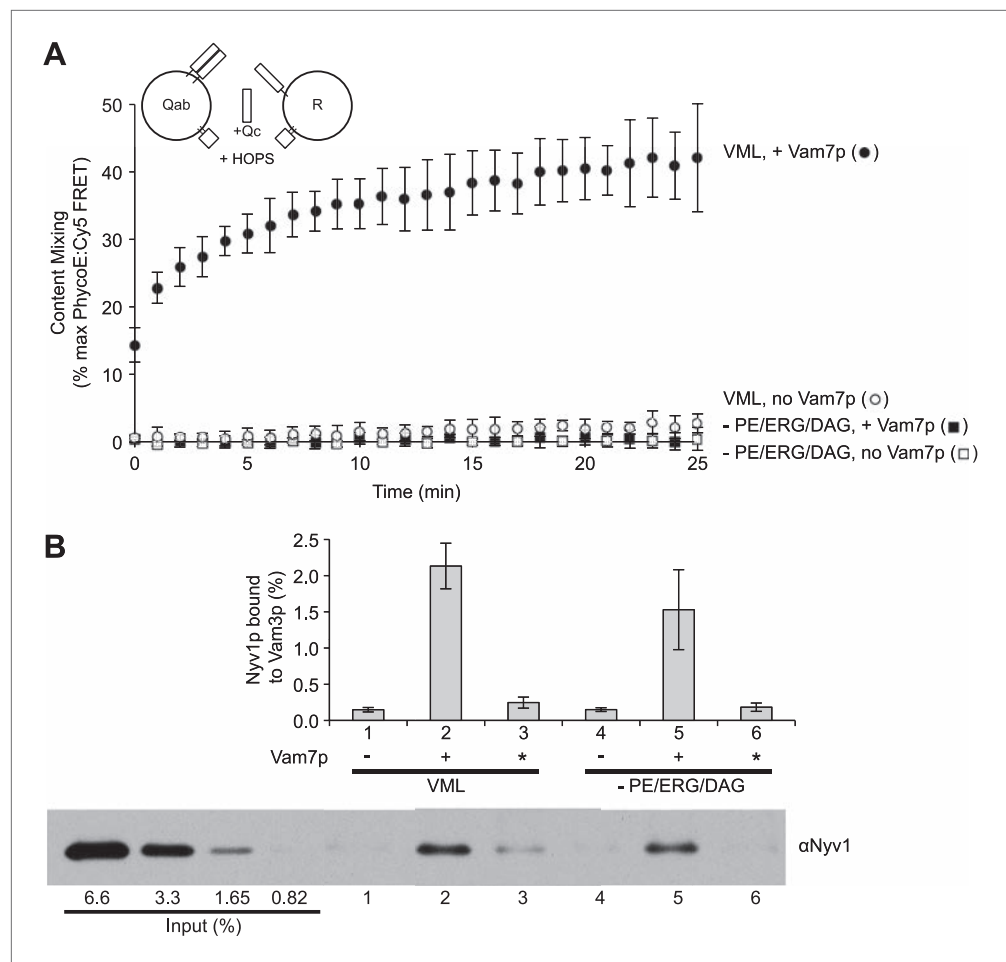 A
Qab
R
+Qc
+ HOPS
Content Mixing
(% max PhycoE:Cy5 FRET)
50
40
30
20
10
0
0 5 10 15 20 25
Time (min)
VML, + Vam7p (●)
VML, no Vam7p (○)
- PE/ERG/DAG, + Vam7p (■)
- PE/ERG/DAG, no Vam7p (□)
B
Nyv1p bound
to Vam3p (%)
2.5
2.0
1.5
1.0
0.5
0.0
1 2 3 4 5 6
Vam7p - + * - + *
VML - PE/ERG/DAG
αNyv1
6.6 3.3 1.65 0.82 1 2 3 4 5 6
Input (%)